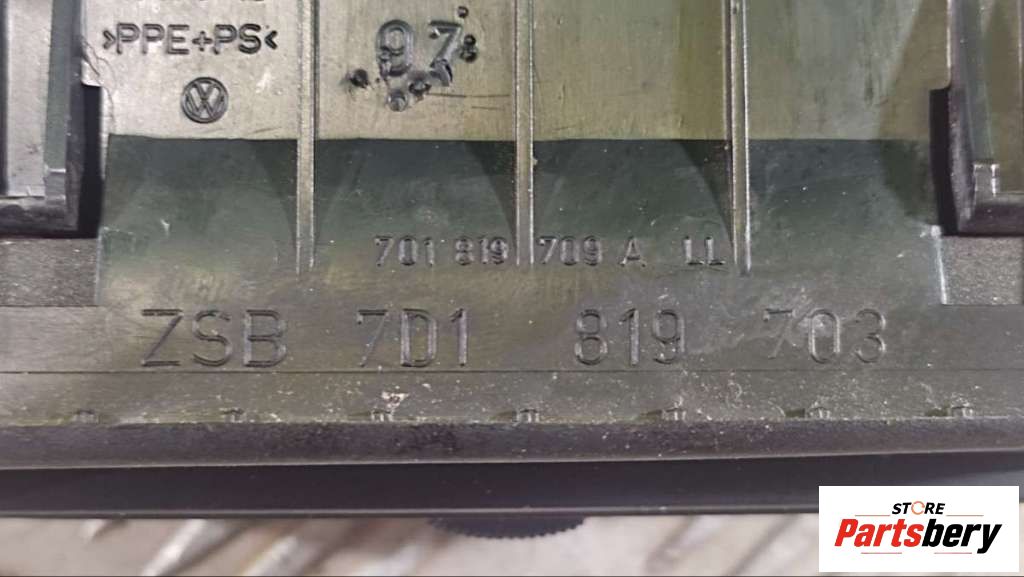 >PPE+PS<
97
701 819 709 A LL
ZSB 7D1 819 703
STORE
Partsbery